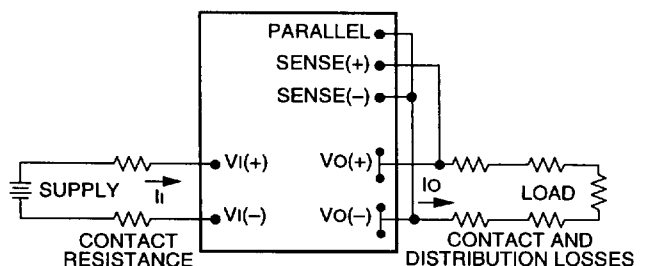 PARALLEL
SENSE(+)
SENSE(–)
VI(+)
VO(+)
SUPPLY
II
IO
LOAD
VI(–)
VO(–)
CONTACT
RESISTANCE
CONTACT AND
DISTRIBUTION LOSSES